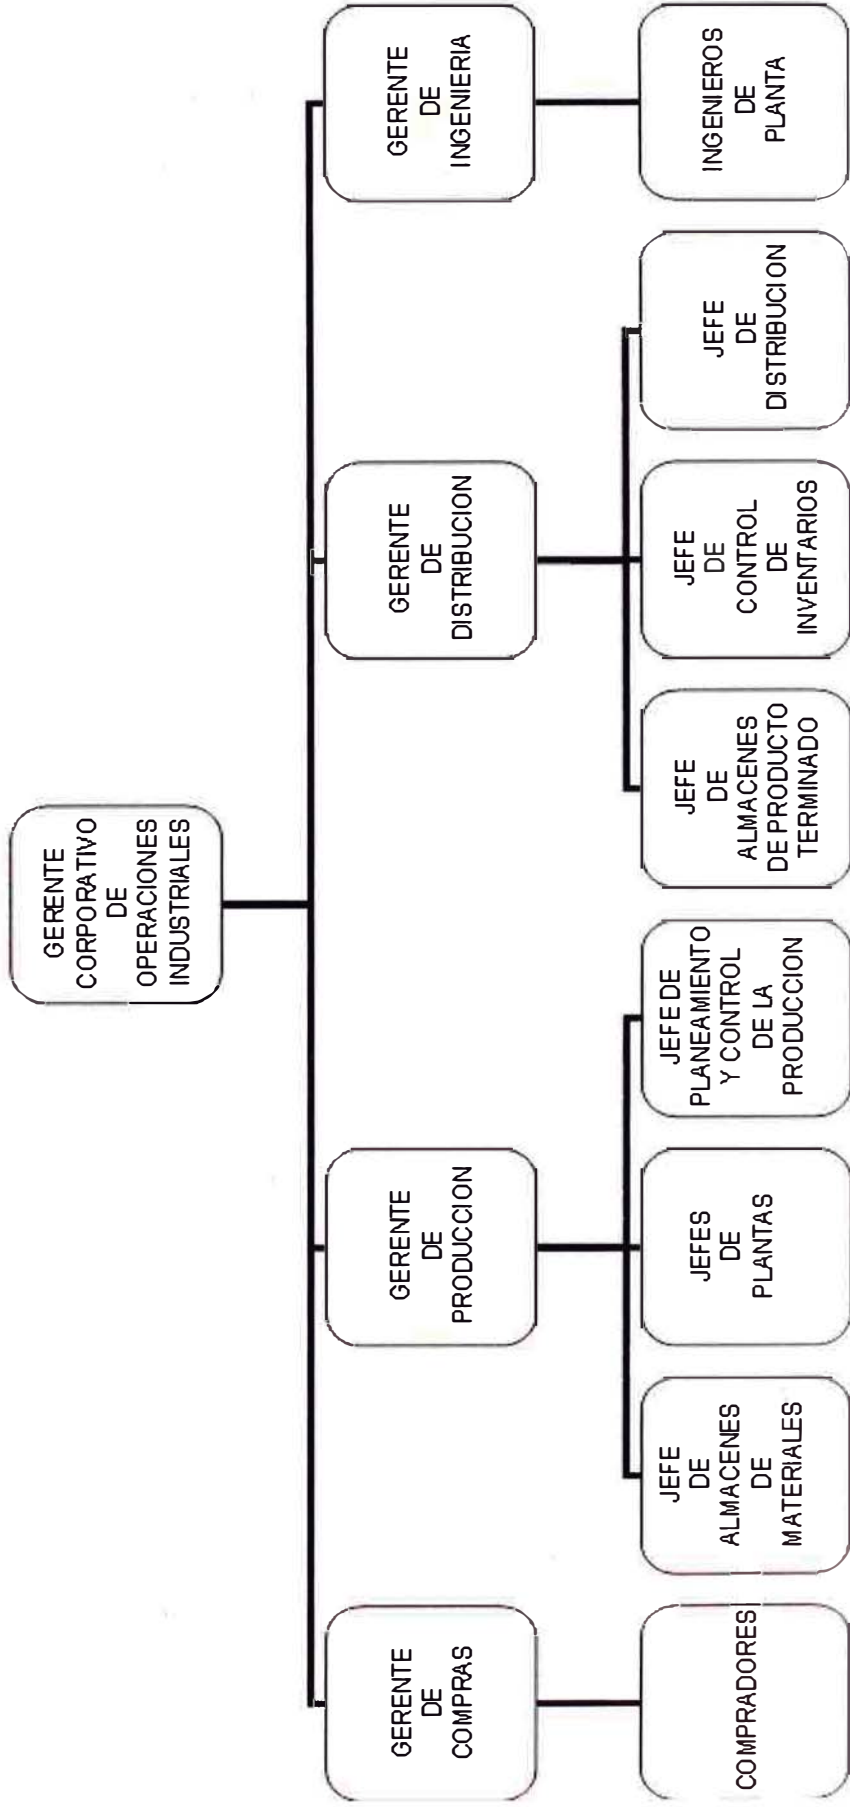 GERENTE
CORPORATIVO
DE
OPERACIONES
INDUSTRIALES
GERENTE
DE
COMPRAS
GERENTE
DE
PRODUCCION
GERENTE
DE
DISTRIBUCION
GERENTE
DE
INGENIERIA
COMPRADORES
JEFE
DE
ALMACENES
DE
MATERIALES
JEFES
DE
PLANTAS
JEFE DE
PLANEAMIENTO
Y CONTROL
DE LA
PRODUCCION
JEFE
DE
ALMACENES
DE PRODUCTO
TERMINADO
JEFE
DE
CONTROL
DE
INVENTARIOS
JEFE
DE
DISTRIBUCION
INGENIEROS
DE
PLANTA